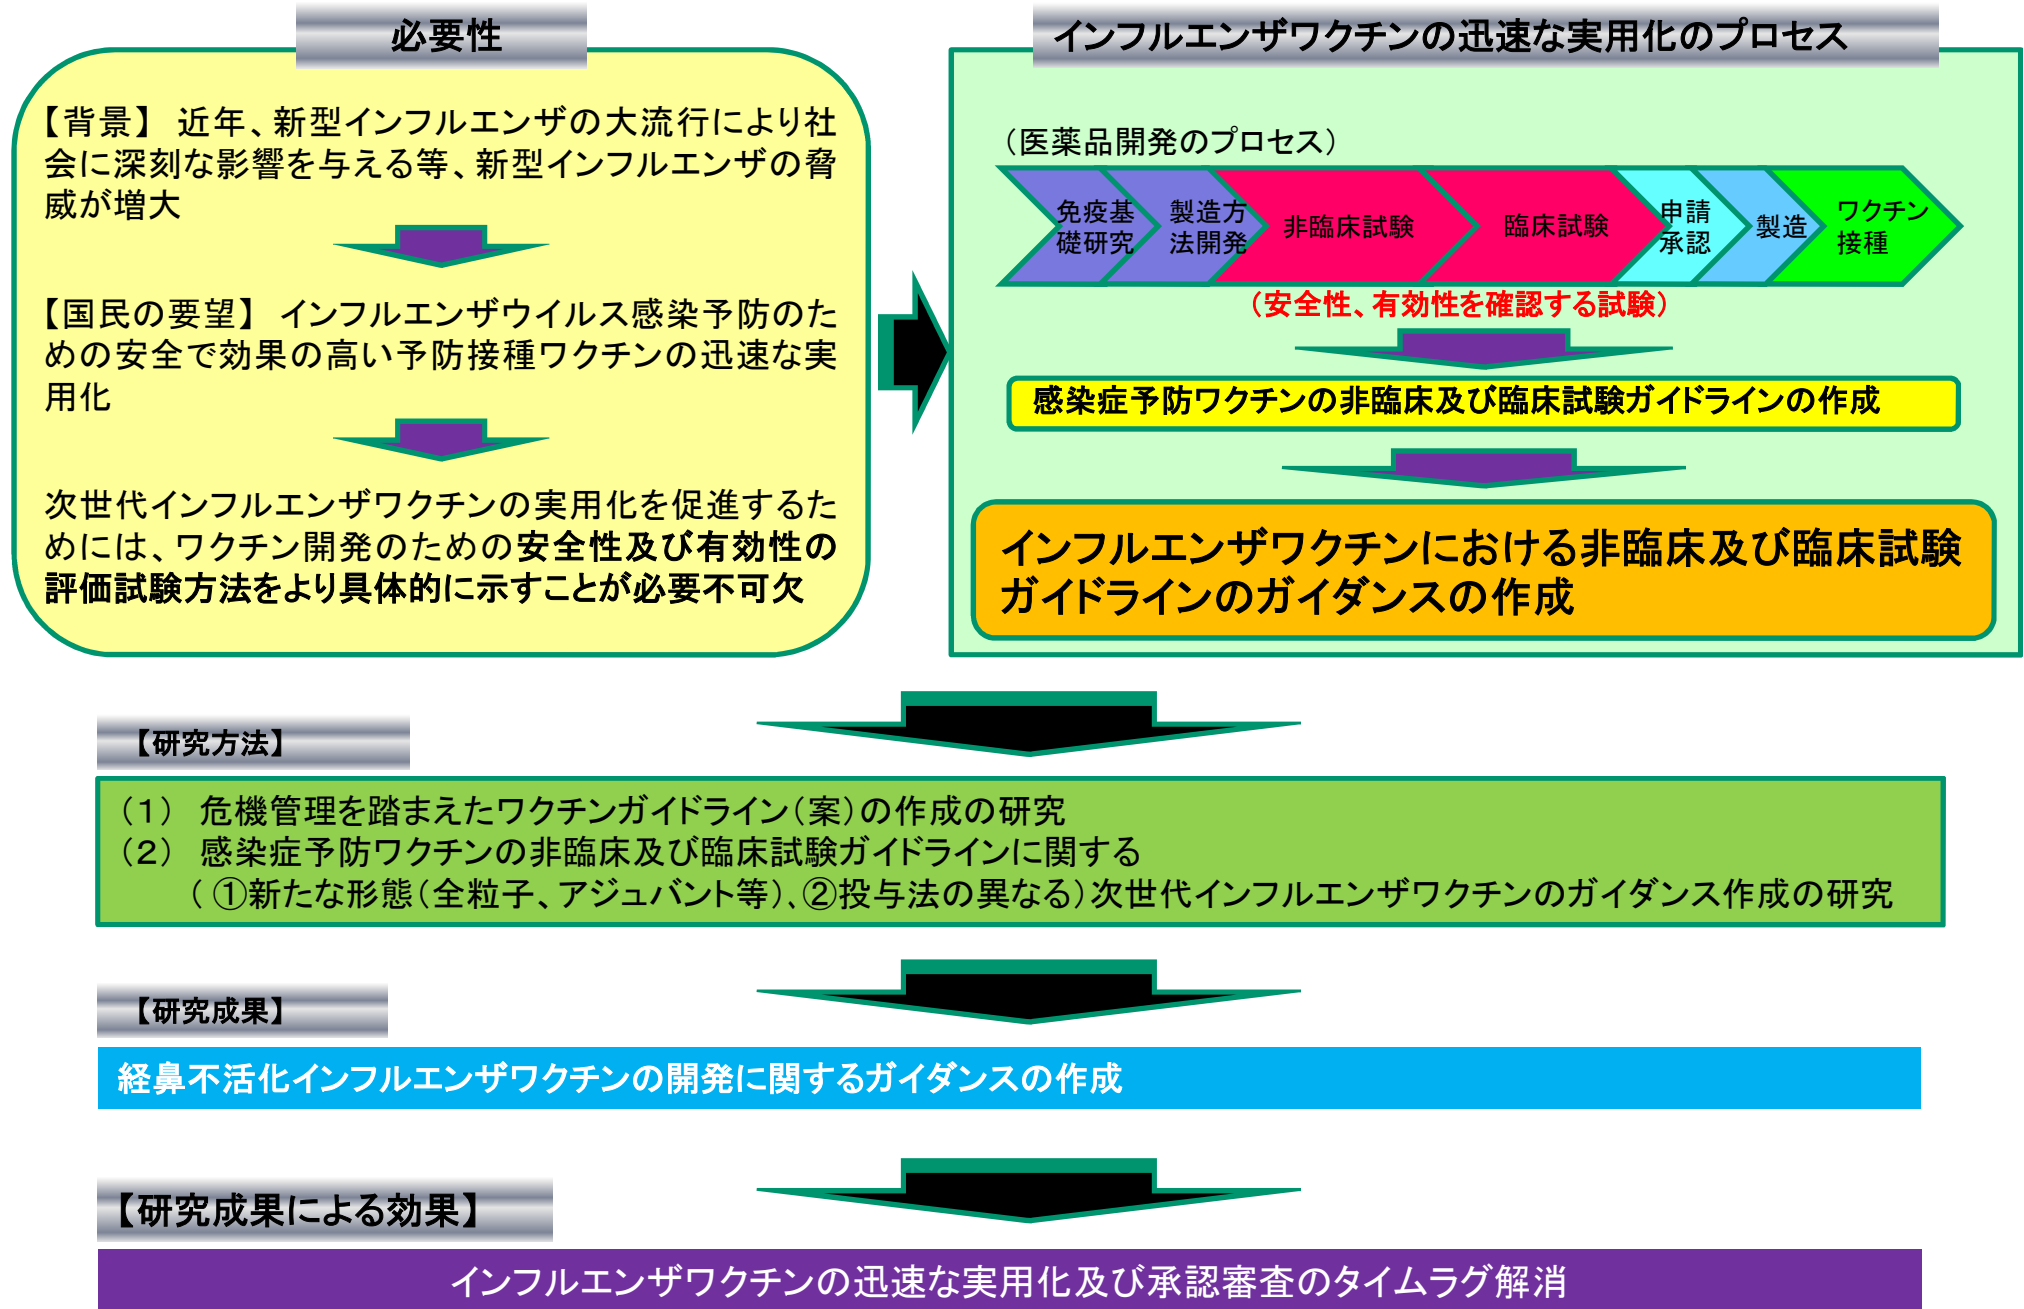 必要性
【背景】 近年、新型インフルエンザの大流行により社
会に深刻な影響を与える等、新型インフルエンザの脅
威が増大
【国民の要望】 インフルエンザウイルス感染予防のた
めの安全で効果の高い予防接種ワクチンの迅速な実
用化
次世代インフルエンザワクチンの実用化を促進するた
めには、ワクチン開発のための安全性及び有効性の
評価試験方法をより具体的に示すことが必要不可欠
インフルエンザワクチンの迅速な実用化のプロセス
（医薬品開発のプロセス）
免疫基
礎研究
製造方
法開発
非臨床試験
臨床試験
申請
承認
製造
ワクチン
接種
（安全性、有効性を確認する試験）
感染症予防ワクチンの非臨床及び臨床試験ガイドラインの作成
インフルエンザワクチンにおける非臨床及び臨床試験
ガイドラインのガイダンスの作成
【研究方法】
（１） 危機管理を踏まえたワクチンガイドライン（案）の作成の研究
（２） 感染症予防ワクチンの非臨床及び臨床試験ガイドラインに関する
（ ①新たな形態（全粒子、アジュバント等）、②投与法の異なる）次世代インフルエンザワクチンのガイダンス作成の研究
【研究成果】
経鼻不活化インフルエンザワクチンの開発に関するガイダンスの作成
【研究成果による効果】
インフルエンザワクチンの迅速な実用化及び承認審査のタイムラグ解消